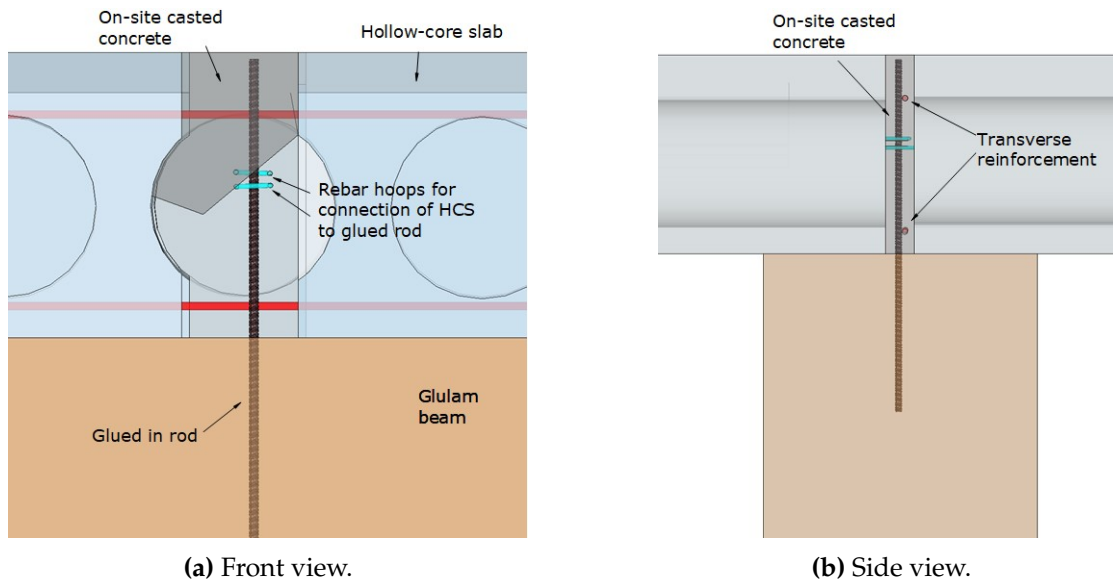 On-site casted
concrete
Hollow-core slab
Rebar hoops for
connection of HCS
to glued rod
Glulam
beam
Glued in rod
(a) Front view.
On-site casted
concrete
Transverse
reinforcement
(b) Side view.